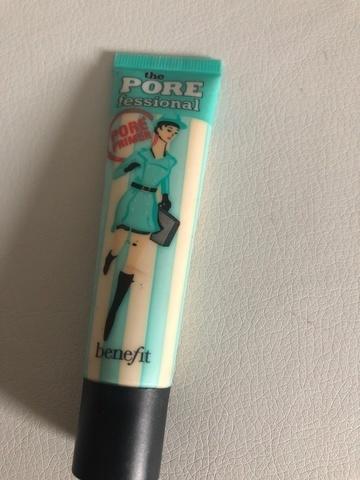 the
PORE
fessional
PORE
PRIMER
benefit